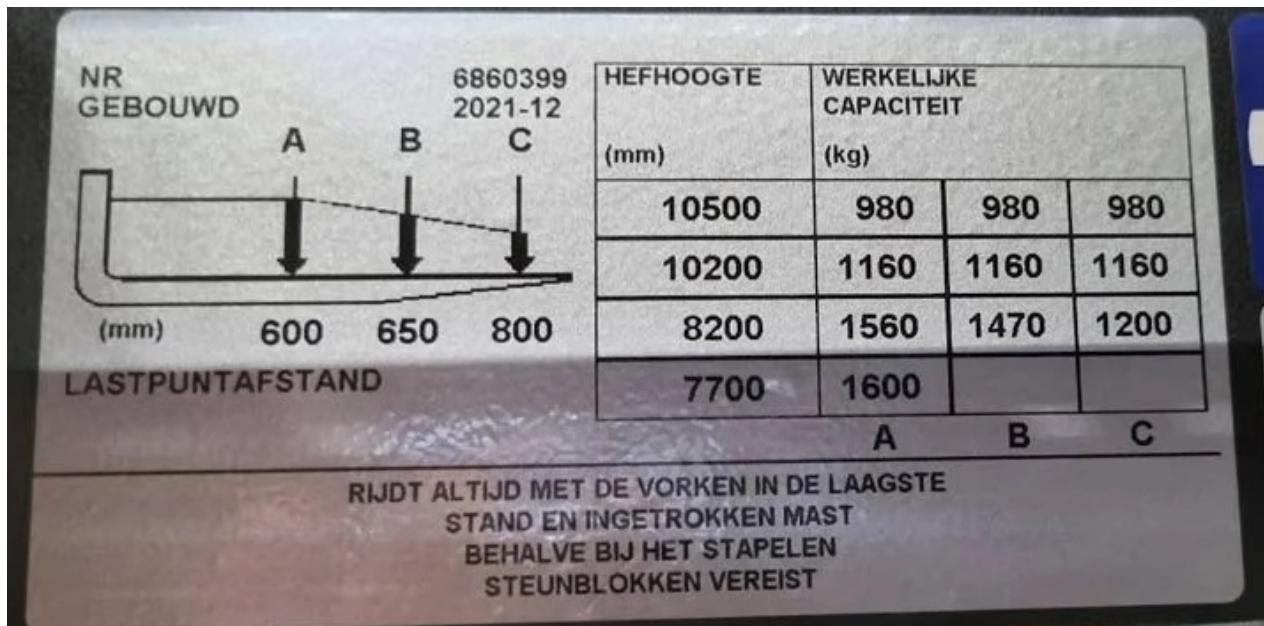 NR 6860399
GEBOUWD 2021-12
A B C
(mm) 600 650 800
LASTPUNTAFSTAND
HEFHOOGTE WERKELIJKE
CAPACITEIT
(mm) (kg)
10500 980 980 980
10200 1160 1160 1160
8200 1560 1470 1200
7700 1600
A B C
RIJDT ALTIJD MET DE VORKEN IN DE LAAGSTE
STAND EN INGETROKKEN MAST
BEHALVE BIJ HET STAPELEN
STEUNBLOKKEN VEREIST